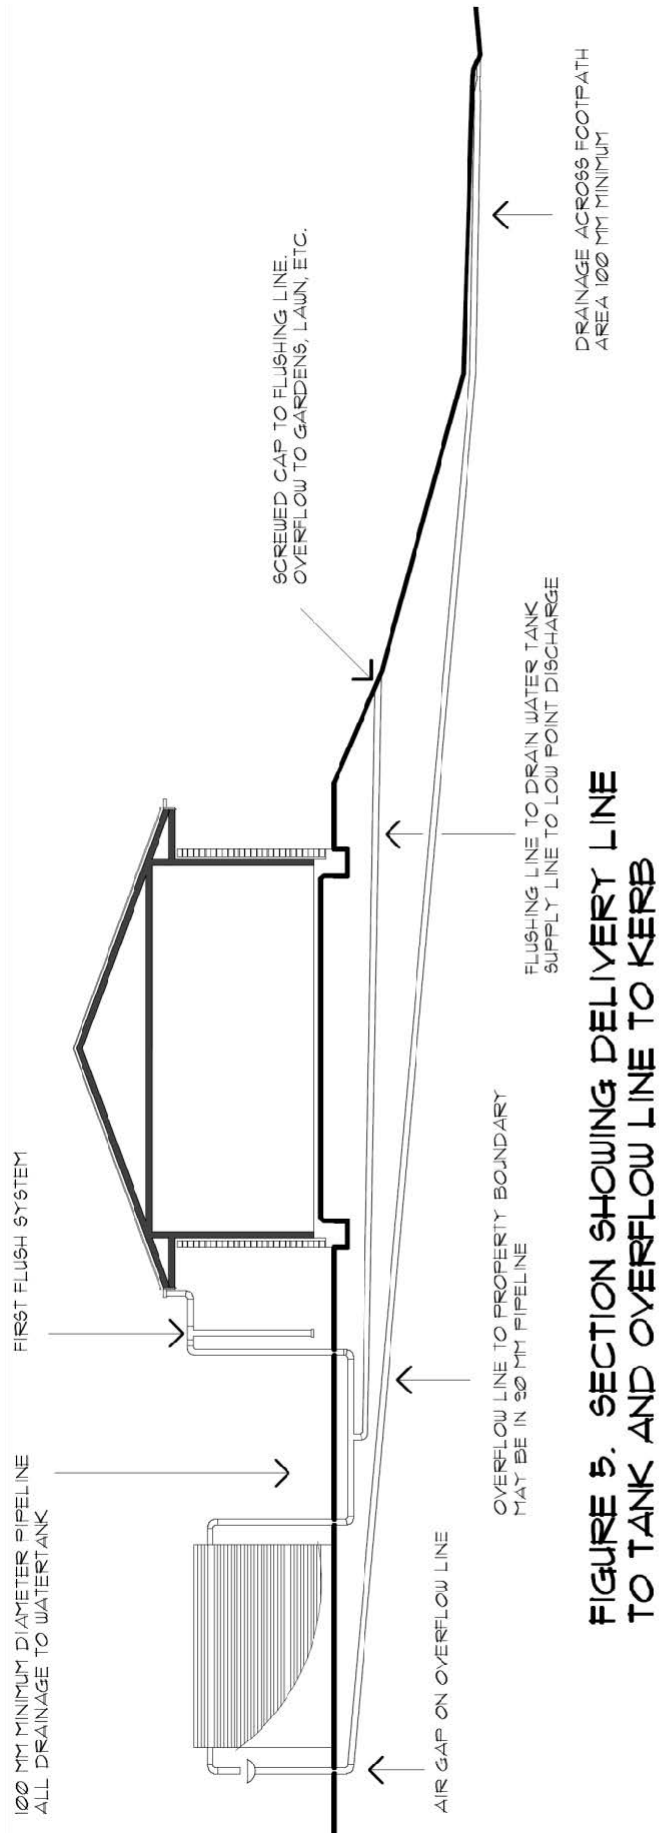 100 MM MINIMUM DIAMETER PIPELINE
ALL DRAINAGE TO WATERTANK
FIRST FLUSH SYSTEM
SCREWED CAP TO FLUSHING LINE.
OVERFLOW TO GARDENS, LAWN, ETC.
AIR GAP ON OVERFLOW LINE
OVERFLOW LINE TO PROPERTY BOUNDARY
MAY BE IN 90 MM PIPELINE
FLUSHING LINE TO DRAIN WATER TANK
SUPPLY LINE TO LOW POINT DISCHARGE
DRAINAGE ACROSS FOOTPATH
AREA 100 MM MINIMUM
FIGURE 5. SECTION SHOWING DELIVERY LINE
TO TANK AND OVERFLOW LINE TO KERB